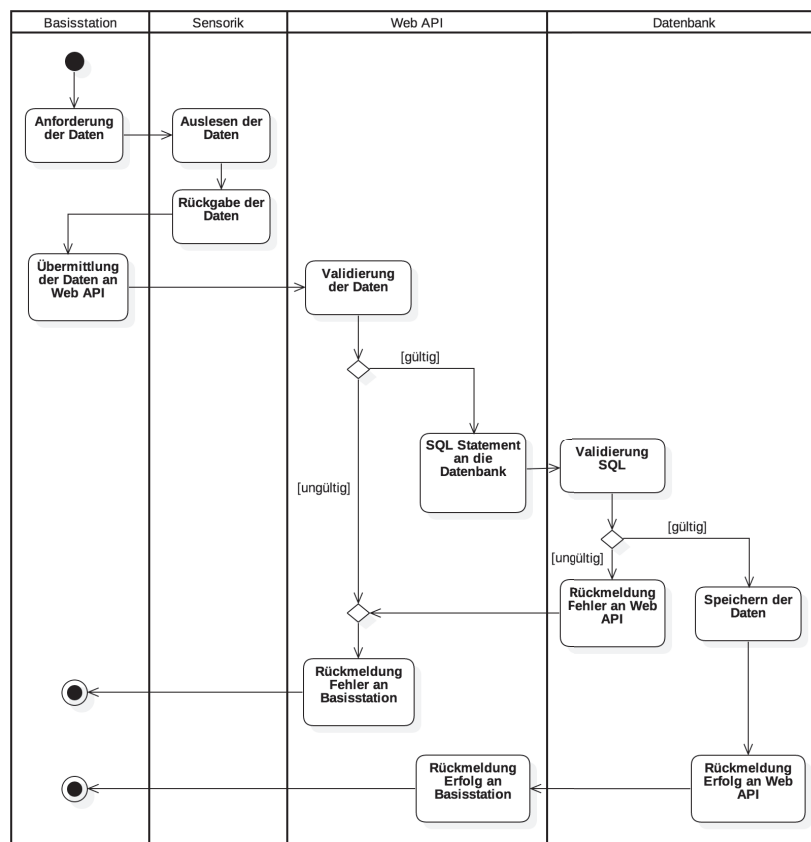 Basisstation
Sensorik
Web API
Datenbank
Anforderung
der Daten
Auslesen der
Daten
Rückgabe der
Daten
Übermittlung
der Daten an
Web API
Validierung
der Daten
[gültig]
SQL Statement
an die
Datenbank
Validierung
SQL
[ungültig]
[gültig]
[ungültig]
Rückmeldung
Fehler an Web
API
Speichern der
Daten
Rückmeldung
Fehler an
Basisstation
Rückmeldung
Erfolg an
Basisstation
Rückmeldung
Erfolg an Web
API